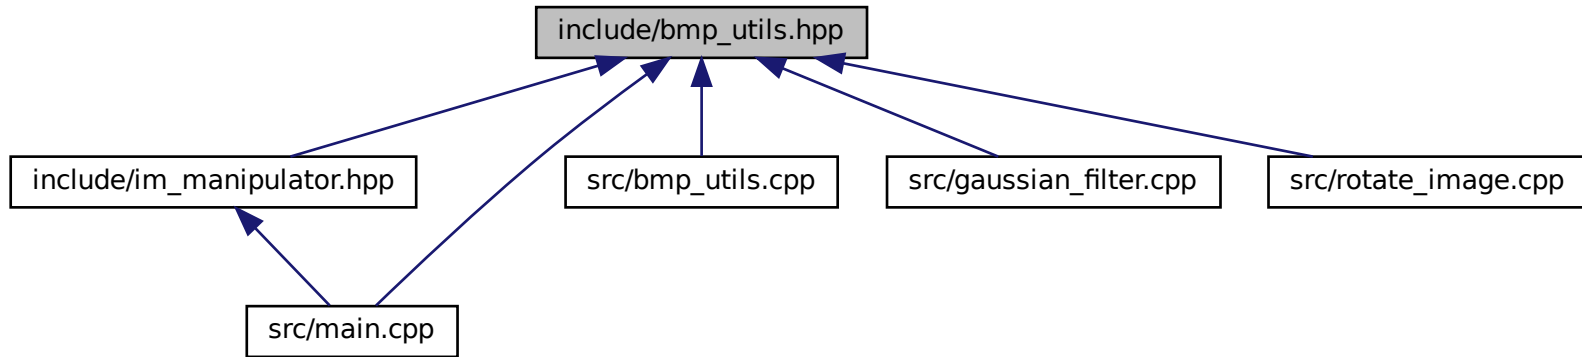 include/bmp_utils.hpp
include/im_manipulator.hpp
src/bmp_utils.cpp
src/gaussian_filter.cpp
src/rotate_image.cpp
src/main.cpp